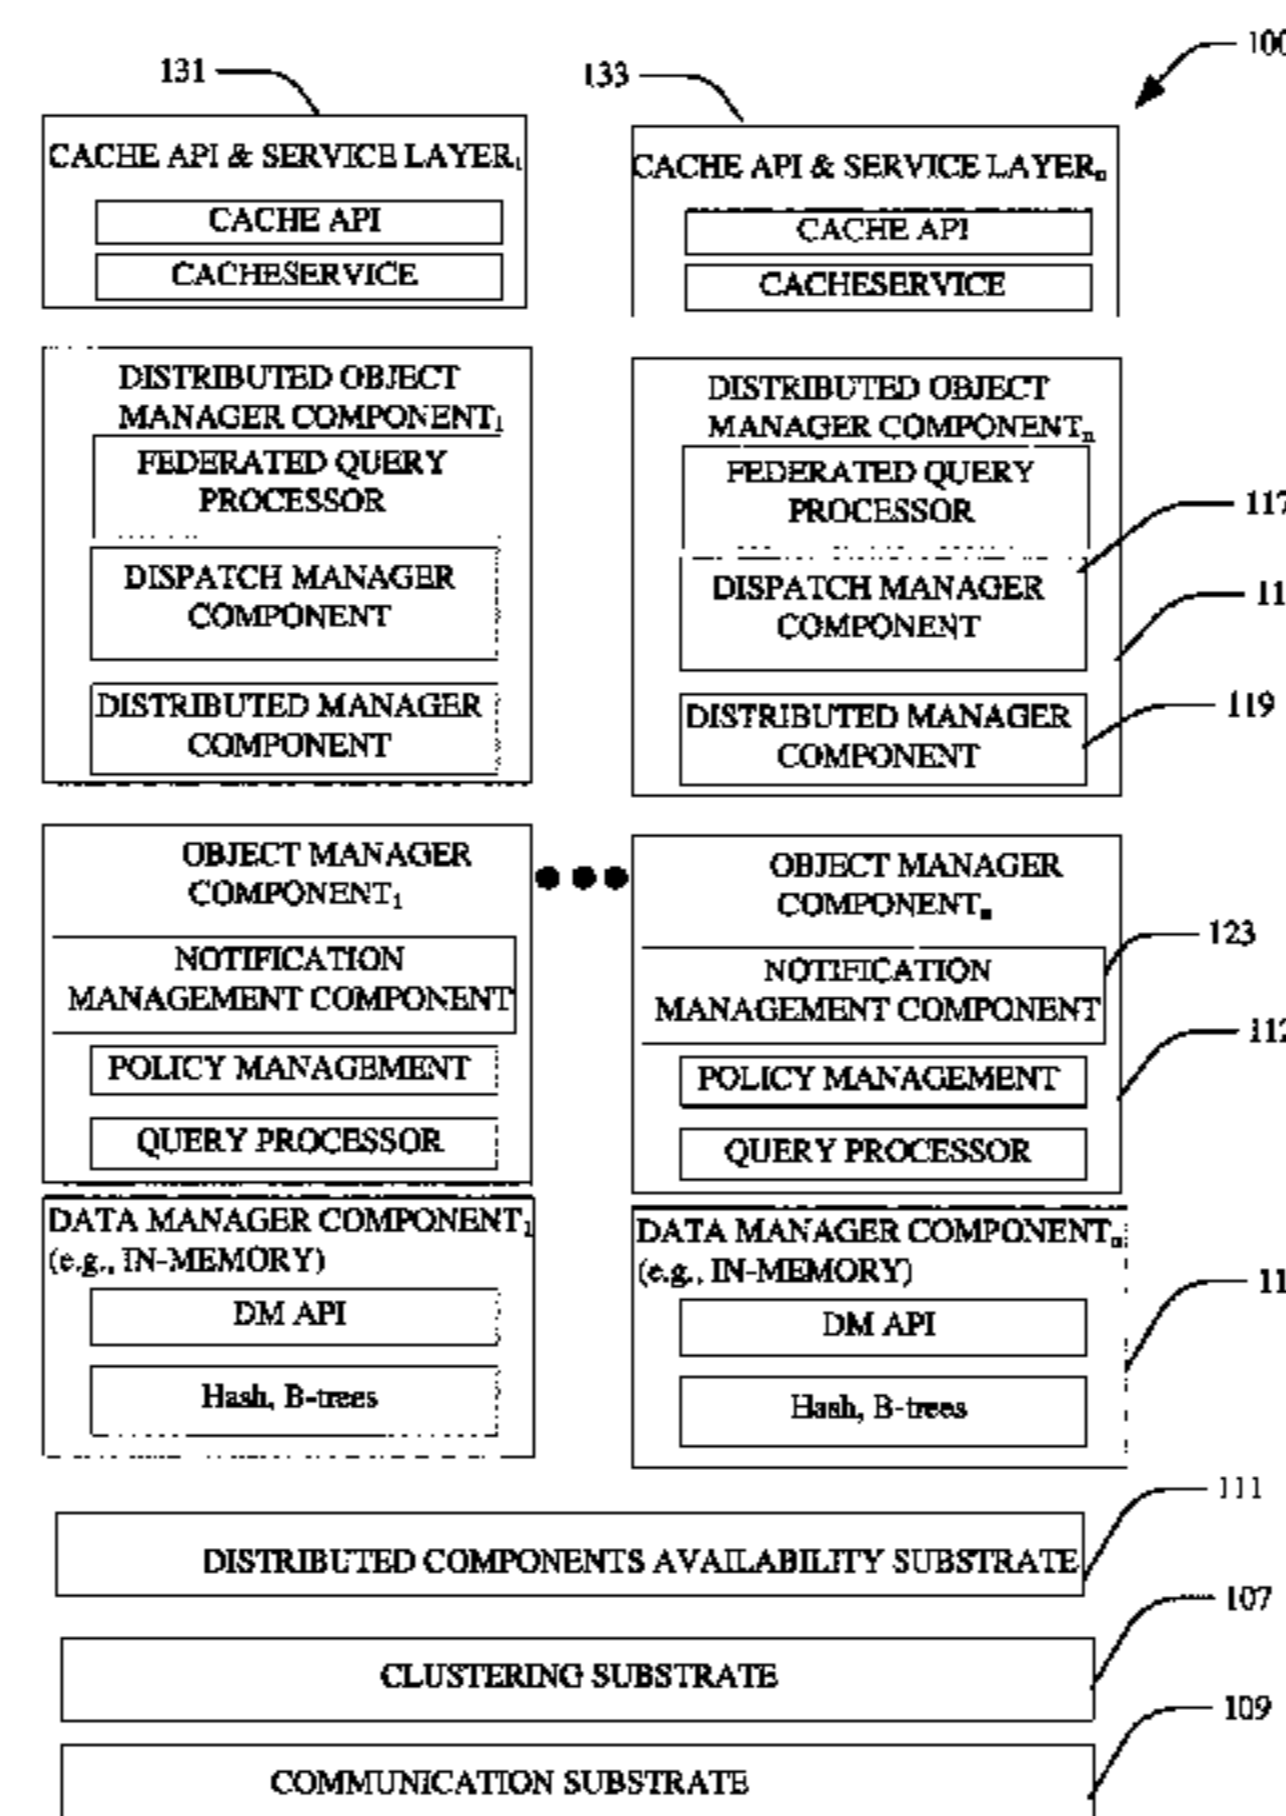 100
131
133
CACHE API & SERVICE LAYER1
CACHE API
CACHESERVICE
CACHE API & SERVICE LAYERn
CACHE API
CACHESERVICE
DISTRIBUTED OBJECT
MANAGER COMPONENT1
FEDERATED QUERY
PROCESSOR
DISPATCH MANAGER
COMPONENT
DISTRIBUTED MANAGER
COMPONENT
DISTRIBUTED OBJECT
MANAGER COMPONENTn
FEDERATED QUERY
PROCESSOR
DISPATCH MANAGER
COMPONENT
DISTRIBUTED MANAGER
COMPONENT
117
119
OBJECT MANAGER
COMPONENT1
NOTIFICATION
MANAGEMENT COMPONENT
POLICY MANAGEMENT
QUERY PROCESSOR
OBJECT MANAGER
COMPONENTn
NOTIFICATION
MANAGEMENT COMPONENT
POLICY MANAGEMENT
QUERY PROCESSOR
123
112
DATA MANAGER COMPONENT1
(e.g., IN-MEMORY)
DM API
Hash, B-trees
DATA MANAGER COMPONENTn
(e.g., IN-MEMORY)
DM API
Hash, B-trees
111
DISTRIBUTED COMPONENTS AVAILABILITY SUBSTRATE
107
CLUSTERING SUBSTRATE
109
COMMUNICATION SUBSTRATE